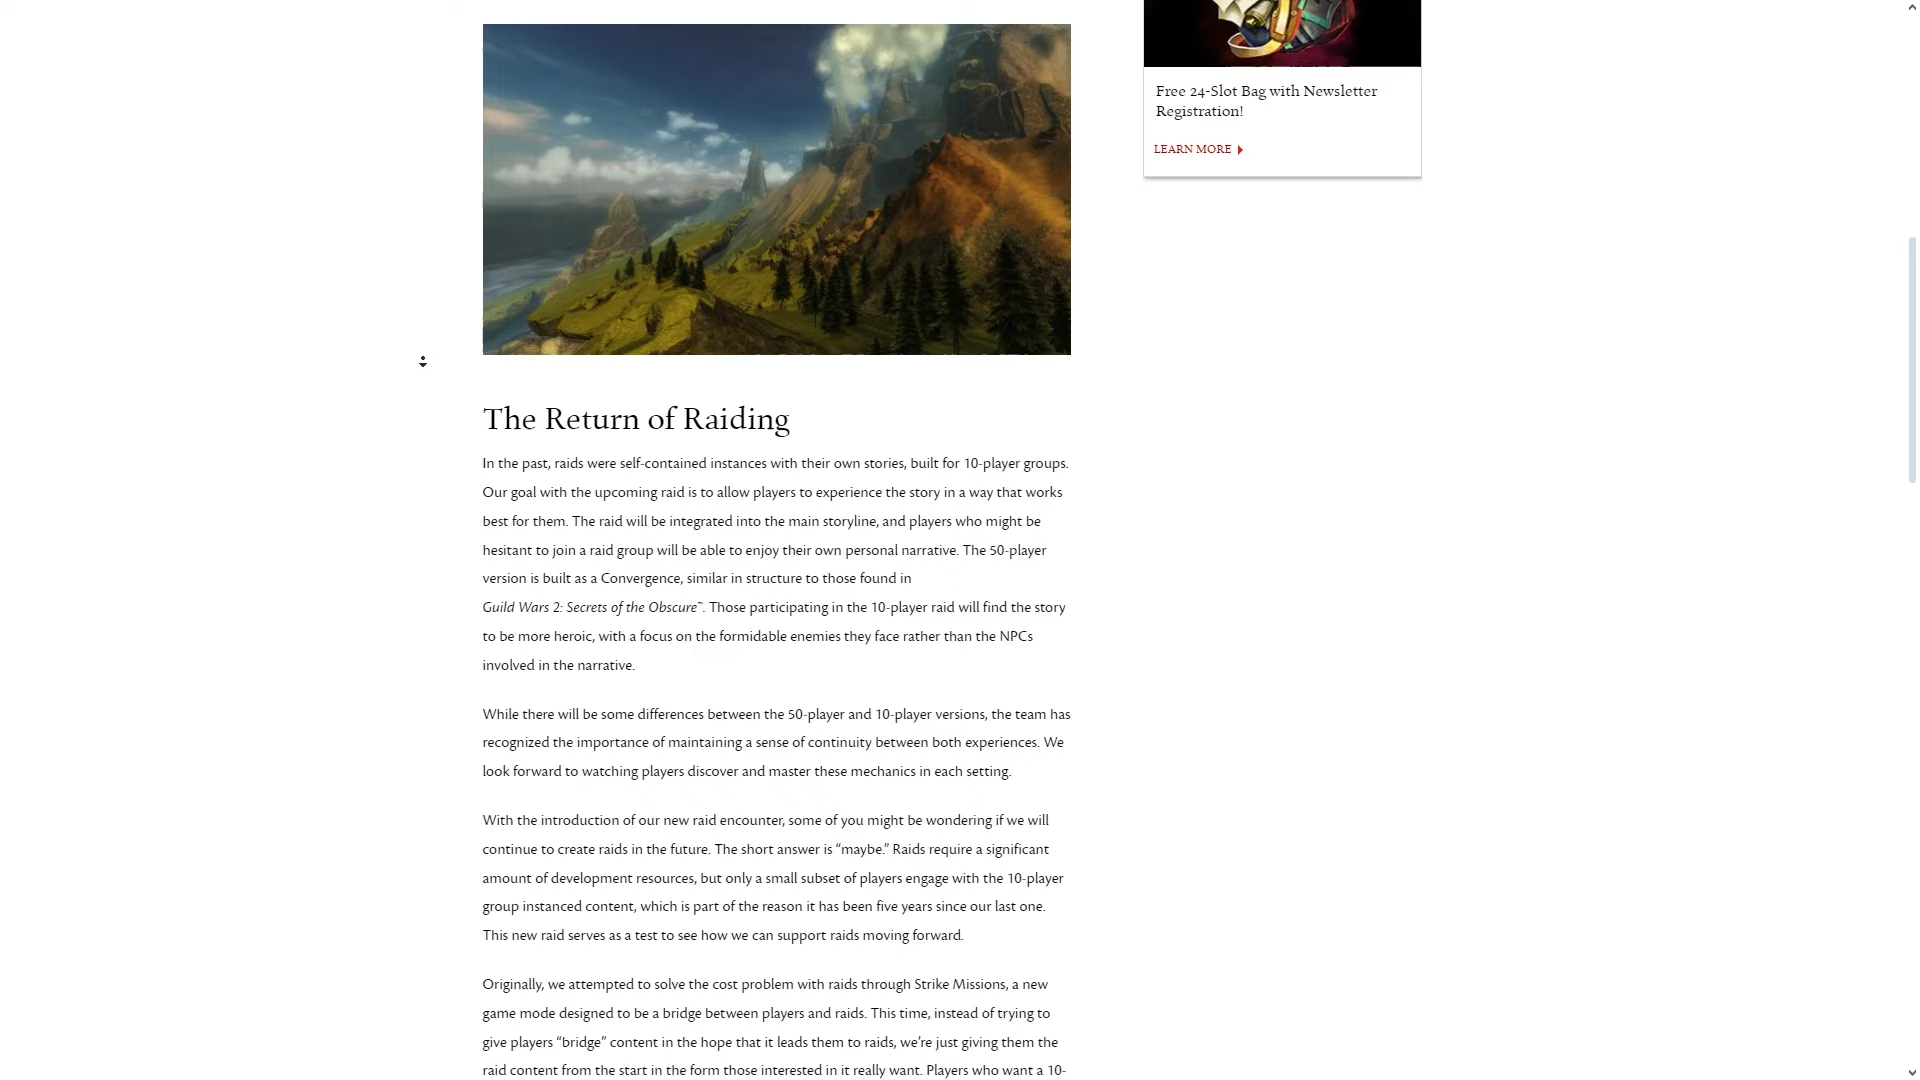 Free 24-Slot Bag with Newsletter
Registration!
LEARN MORE
The Return of Raiding
In the past, raids were self-contained instances with their own stories, built for 10-player groups.
Our goal with the upcoming raid is to allow players to experience the story in a way that works
best for them. The raid will be integrated into the main storyline, and players who might be
hesitant to join a raid group will be able to enjoy their own personal narrative. The 50-player
version is built as a Convergence, similar in structure to those found in
Guild Wars 2: Secrets of the Obscure™. Those participating in the 10-player raid will find the story
to be more heroic, with a focus on the formidable enemies they face rather than the NPCs
involved in the narrative.
While there will be some differences between the 50-player and 10-player versions, the team has
recognized the importance of maintaining a sense of continuity between both experiences. We
look forward to watching players discover and master these mechanics in each setting.
With the introduction of our new raid encounter, some of you might be wondering if we will
continue to create raids in the future. The short answer is “maybe.” Raids require a significant
amount of development resources, but only a small subset of players engage with the 10-player
group instanced content, which is part of the reason it has been five years since our last one.
This new raid serves as a test to see how we can support raids moving forward.
Originally, we attempted to solve the cost problem with raids through Strike Missions, a new
game mode designed to be a bridge between players and raids. This time, instead of trying to
give players “bridge” content in the hope that it leads them to raids, we’re just giving them the
raid content from the start in the form those interested in it really want. Players who want a 10-